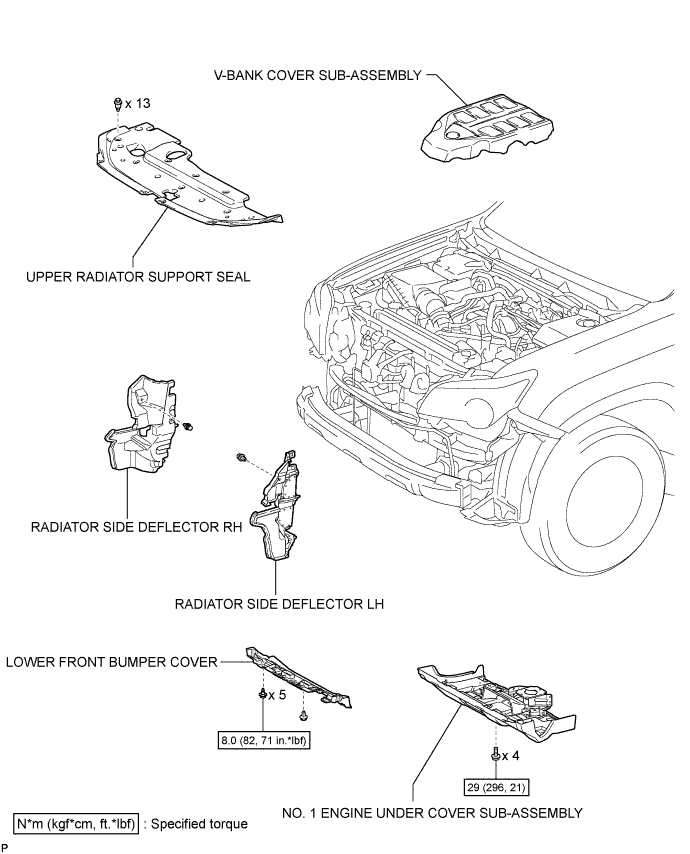 V-BANK COVER SUB-ASSEMBLY
x 13
UPPER RADIATOR SUPPORT SEAL
RADIATOR SIDE DEFLECTOR RH
RADIATOR SIDE DEFLECTOR LH
LOWER FRONT BUMPER COVER
x 5
8.0 (82, 71 in.*lbf)
x 4
29 (296, 21)
NO. 1 ENGINE UNDER COVER SUB-ASSEMBLY
N*m (kgf*cm, ft.*lbf) : Specified torque
P